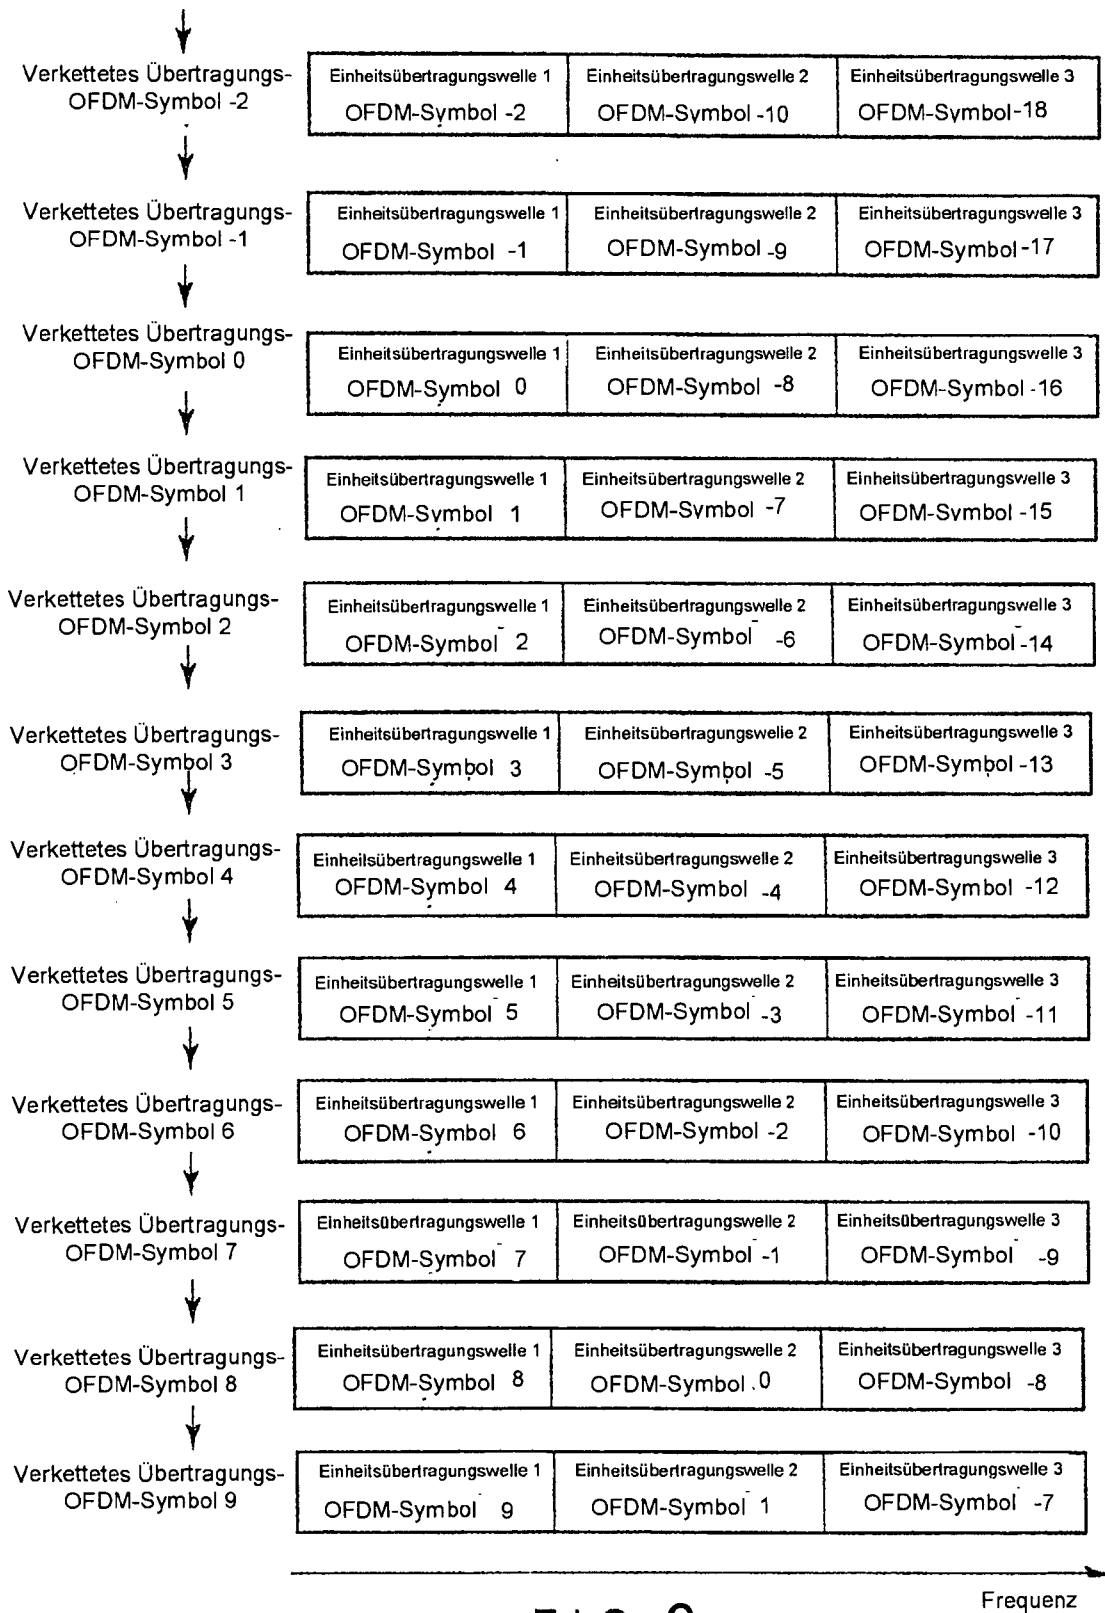 Verkettetes Übertragungs-
OFDM-Symbol -2
Einheitsübertragungswelle 1 Einheitsübertragungswelle 2 Einheitsübertragungswelle 3
OFDM-Symbol -2 OFDM-Symbol -10 OFDM-Symbol -18
Verkettetes Übertragungs-
OFDM-Symbol -1
Einheitsübertragungswelle 1 Einheitsübertragungswelle 2 Einheitsübertragungswelle 3
OFDM-Symbol -1 OFDM-Symbol -9 OFDM-Symbol -17
Verkettetes Übertragungs-
OFDM-Symbol 0
Einheitsübertragungswelle 1 Einheitsübertragungswelle 2 Einheitsübertragungswelle 3
OFDM-Symbol 0 OFDM-Symbol -8 OFDM-Symbol -16
Verkettetes Übertragungs-
OFDM-Symbol 1
Einheitsübertragungswelle 1 Einheitsübertragungswelle 2 Einheitsübertragungswelle 3
OFDM-Symbol 1 OFDM-Symbol -7 OFDM-Symbol -15
Verkettetes Übertragungs-
OFDM-Symbol 2
Einheitsübertragungswelle 1 Einheitsübertragungswelle 2 Einheitsübertragungswelle 3
OFDM-Symbol 2 OFDM-Symbol -6 OFDM-Symbol -14
Verkettetes Übertragungs-
OFDM-Symbol 3
Einheitsübertragungswelle 1 Einheitsübertragungswelle 2 Einheitsübertragungswelle 3
OFDM-Symbol 3 OFDM-Symbol -5 OFDM-Symbol -13
Verkettetes Übertragungs-
OFDM-Symbol 4
Einheitsübertragungswelle 1 Einheitsübertragungswelle 2 Einheitsübertragungswelle 3
OFDM-Symbol 4 OFDM-Symbol -4 OFDM-Symbol -12
Verkettetes Übertragungs-
OFDM-Symbol 5
Einheitsübertragungswelle 1 Einheitsübertragungswelle 2 Einheitsübertragungswelle 3
OFDM-Symbol 5 OFDM-Symbol -3 OFDM-Symbol -11
Verkettetes Übertragungs-
OFDM-Symbol 6
Einheitsübertragungswelle 1 Einheitsübertragungswelle 2 Einheitsübertragungswelle 3
OFDM-Symbol 6 OFDM-Symbol -2 OFDM-Symbol -10
Verkettetes Übertragungs-
OFDM-Symbol 7
Einheitsübertragungswelle 1 Einheitsübertragungswelle 2 Einheitsübertragungswelle 3
OFDM-Symbol 7 OFDM-Symbol -1 OFDM-Symbol -9
Verkettetes Übertragungs-
OFDM-Symbol 8
Einheitsübertragungswelle 1 Einheitsübertragungswelle 2 Einheitsübertragungswelle 3
OFDM-Symbol 8 OFDM-Symbol 0 OFDM-Symbol -8
Verkettetes Übertragungs-
OFDM-Symbol 9
Einheitsübertragungswelle 1 Einheitsübertragungswelle 2 Einheitsübertragungswelle 3
OFDM-Symbol 9 OFDM-Symbol 1 OFDM-Symbol -7
Frequenz